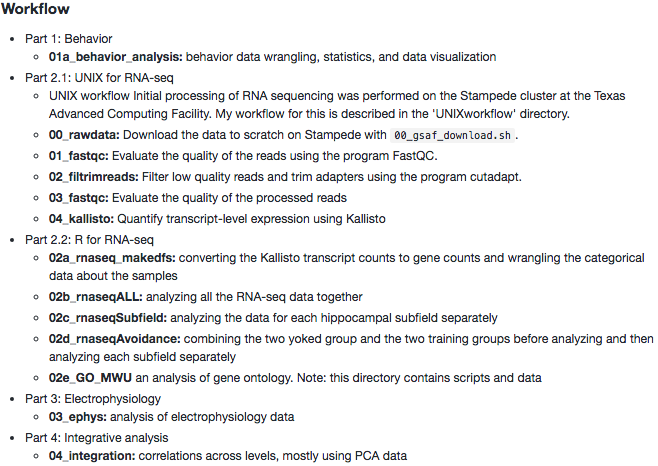 Workflow
Part 1: Behavior
01a_behavior_analysis: behavior data wrangling, statistics, and data visualization
Part 2.1: UNIX for RNA-seq
UNIX workflow Initial processing of RNA sequencing was performed on the Stampede cluster at the Texas
Advanced Computing Facility. My workflow for this is described in the 'UNIXworkflow' directory.
00_rawdata: Download the data to scratch on Stampede with 00_gsaf_download.sh .
01_fastqc: Evaluate the quality of the reads using the program FastQC.
02_filtrimreads: Filter low quality reads and trim adapters using the program cutadapt.
03_fastqc: Evaluate the quality of the processed reads
04_kallisto: Quantify transcript-level expression using Kallisto
Part 2.2: R for RNA-seq
02a_rnaseq_makedfs: converting the Kallisto transcript counts to gene counts and wrangling the categorical
data about the samples
02b_rnaseqALL: analyzing all the RNA-seq data together
02c_rnaseqSubfield: analyzing the data for each hippocampal subfield separately
02d_rnaseqAvoidance: combining the two yoked group and the two training groups before analyzing and then
analyzing each subfield separately
02e_GO_MWU an analysis of gene ontology. Note: this directory contains scripts and data
Part 3: Electrophysiology
03_ephys: analysis of electrophysiology data
Part 4: Integrative analysis
04_integration: correlations across levels, mostly using PCA data